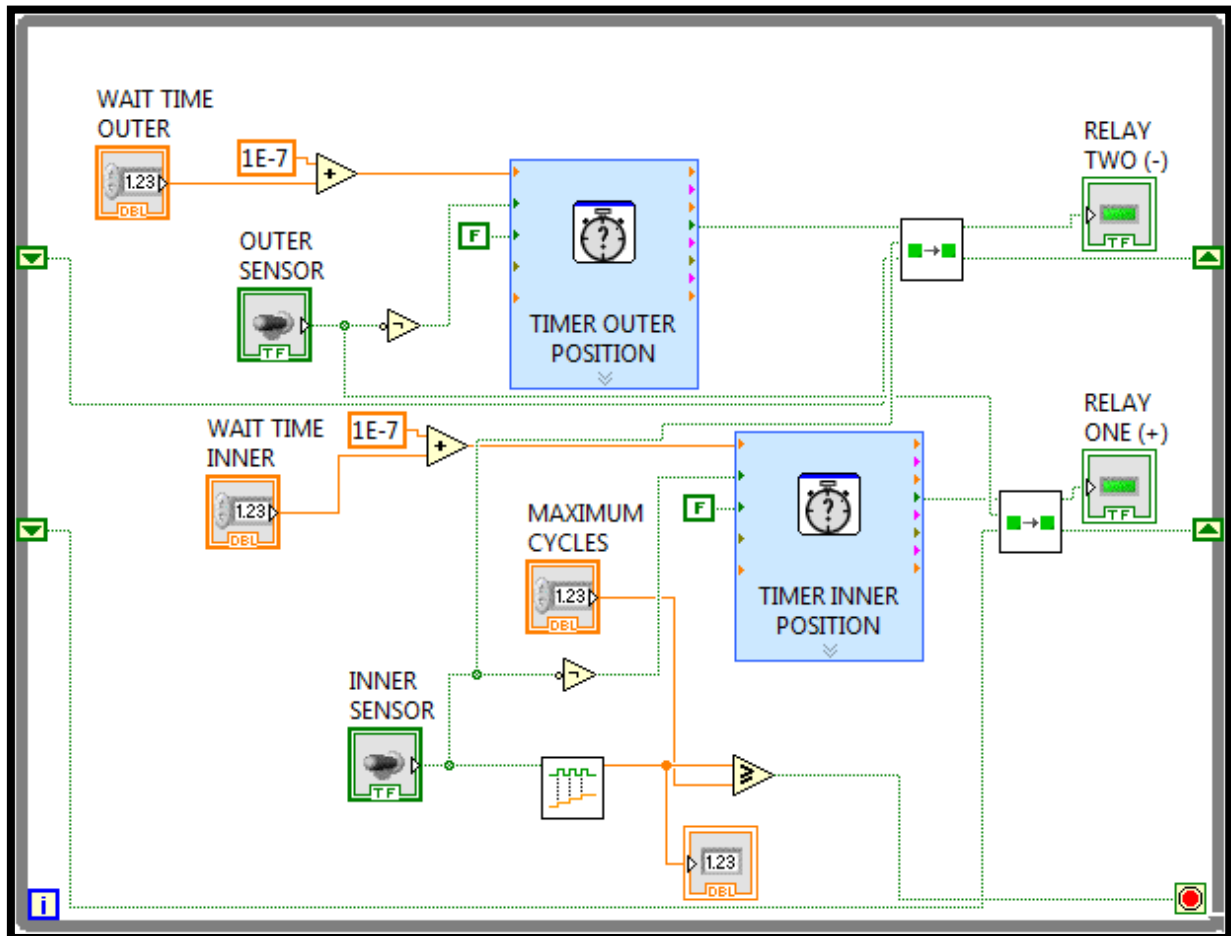 WAIT TIME
OUTER
1.23
DBL
1E-7
+
OUTER
SENSOR
TF
F
?
TIMER OUTER
POSITION
RELAY
TWO (-)
TF
WAIT TIME
INNER
1.23
DBL
1E-7
+
F
?
TIMER INNER
POSITION
RELAY
ONE (+)
TF
MAXIMUM
CYCLES
1.23
DBL
INNER
SENSOR
TF
≥
1.23
DBL
i